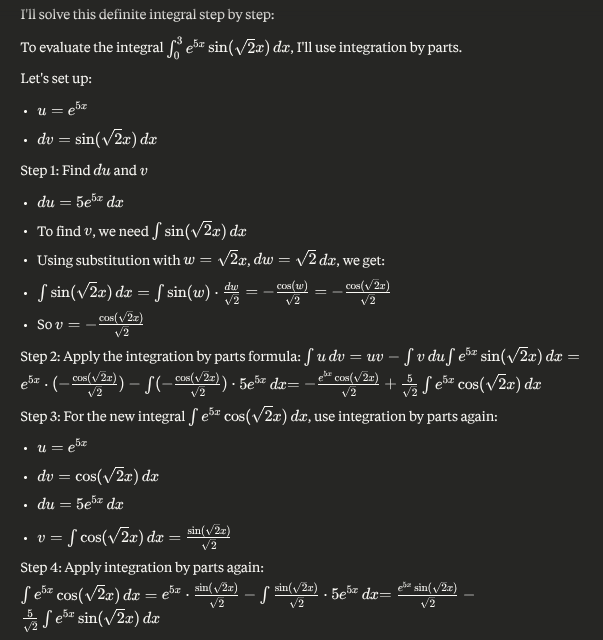 I'll solve this definite integral step by step:
To evaluate the integral ∫₀³ e^{5x} sin(√2x) dx, I'll use integration by parts.
Let's set up:
• u = e^{5x}
• dv = sin(√2x) dx
Step 1: Find du and v
• du = 5e^{5x} dx
• To find v, we need ∫ sin(√2x) dx
• Using substitution with w = √2x, dw = √2 dx, we get:
• ∫ sin(√2x) dx = ∫ sin(w) · dw/√2 = −cos(w)/√2 = −cos(√2x)/√2
• So v = −cos(√2x)/√2
Step 2: Apply the integration by parts formula: ∫ u dv = uv − ∫ v du∫ e^{5x} sin(√2x) dx =
e^{5x} · (−cos(√2x)/√2) − ∫(−cos(√2x)/√2) · 5e^{5x} dx= −e^{5x} cos(√2x)/√2 + 5/√2 ∫ e^{5x} cos(√2x) dx
Step 3: For the new integral ∫ e^{5x} cos(√2x) dx, use integration by parts again:
• u = e^{5x}
• dv = cos(√2x) dx
• du = 5e^{5x} dx
• v = ∫ cos(√2x) dx = sin(√2x)/√2
Step 4: Apply integration by parts again:
∫ e^{5x} cos(√2x) dx = e^{5x} · sin(√2x)/√2 − ∫ sin(√2x)/√2 · 5e^{5x} dx= e^{5x} sin(√2x)/√2 −
5/√2 ∫ e^{5x} sin(√2x) dx